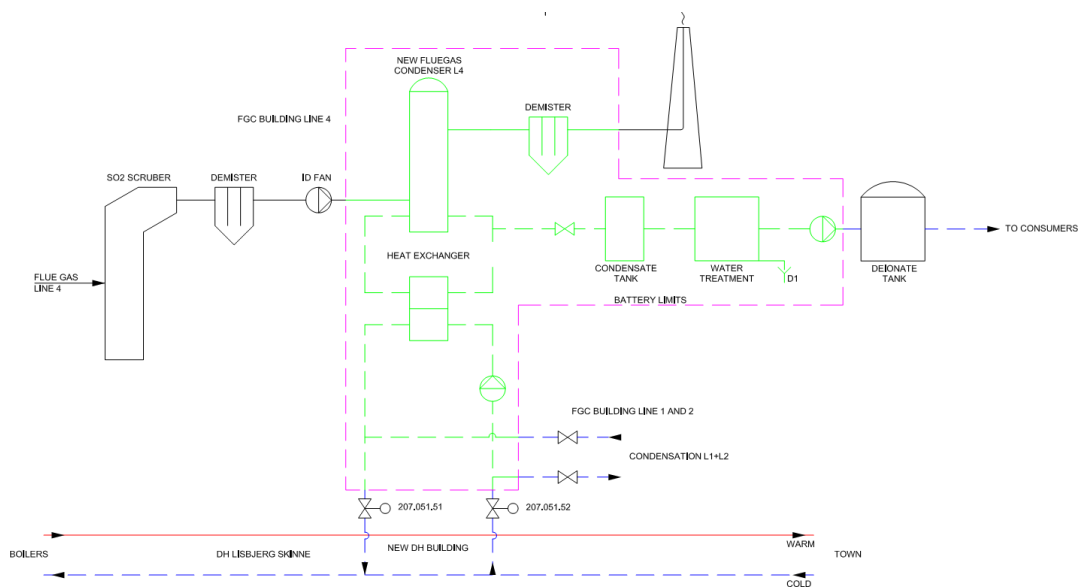 NEW FLUEGAS
CONDENSER L4
DEMISTER
FGC BUILDING LINE 4
SO2 SCRUBER
DEMISTER
ID FAN
TO CONSUMERS
HEAT EXCHANGER
CONDENSATE
TANK
WATER
TREATMENT
D1
DEIONATE
TANK
FLUE GAS
LINE 4
BATTERY LIMITS
FGC BUILDING LINE 1 AND 2
CONDENSATION L1+L2
207.051.51
207.051.52
BOILERS
DH LISBJERG SKINNE
NEW DH BUILDING
WARM
TOWN
COLD